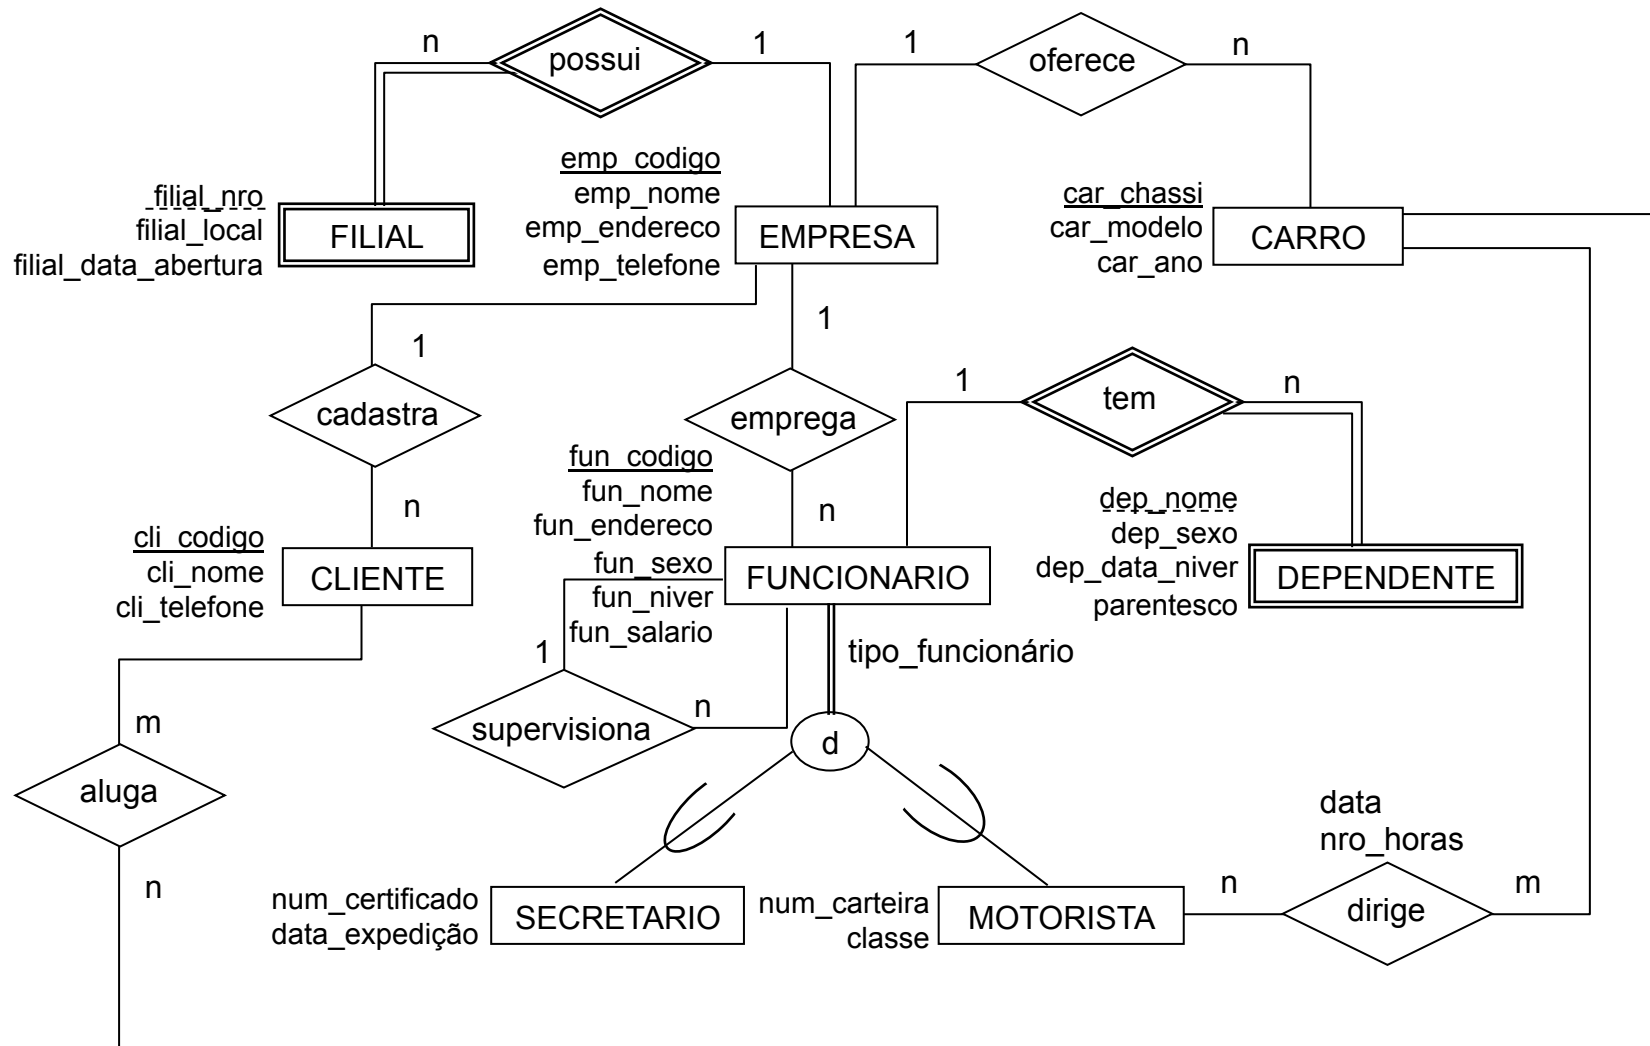 n
possui
1
1
oferece
n
filial_nro
filial_local
filial_data_abertura
FILIAL
emp_codigo
emp_nome
emp_endereco
emp_telefone
EMPRESA
car_chassi
car_modelo
car_ano
CARRO
1
cadastra
n
1
emprega
n
1
tem
n
cli_codigo
cli_nome
cli_telefone
CLIENTE
fun_codigo
fun_nome
fun_endereco
fun_sexo
fun_niver
fun_salario
FUNCIONARIO
dep_nome
dep_sexo
dep_data_niver
parentesco
DEPENDENTE
1
supervisiona
n
tipo_funcionário
d
m
aluga
n
num_certificado
data_expedição
SECRETARIO
num_carteira
classe
MOTORISTA
data
nro_horas
n
dirige
m